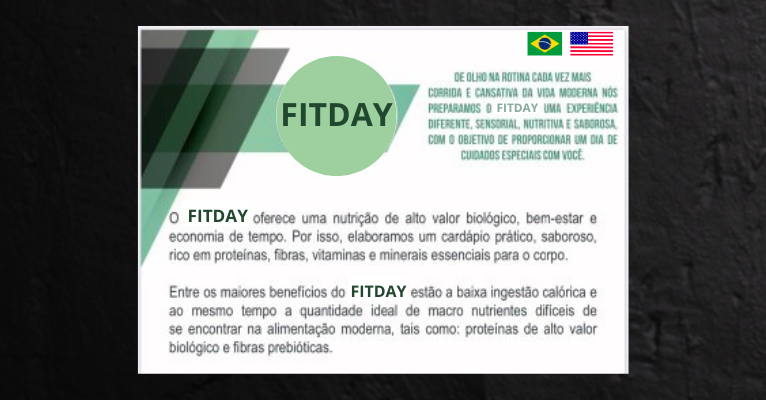 FITDAY
DE OLHO NA ROTINA CADA VEZ MAIS
CORRIDA E CANSATIVA DA VIDA MODERNA NÓS
PREPARAMOS O FITDAY UMA EXPERIÊNCIA
DIFERENTE, SENSORIAL, NUTRITIVA E SABOROSA,
COM O OBJETIVO DE PROPORCIONAR UM DIA DE
CUIDADOS ESPECIAIS COM VOCÊ.
O FITDAY oferece uma nutrição de alto valor biológico, bem-estar e
economia de tempo. Por isso, elaboramos um cardápio prático, saboroso,
rico em proteínas, fibras, vitaminas e minerais essenciais para o corpo.
Entre os maiores benefícios do FITDAY estão a baixa ingestão calórica e
ao mesmo tempo a quantidade ideal de macro nutrientes difíceis de
se encontrar na alimentação moderna, tais como: proteínas de alto valor
biológico e fibras prebióticas.